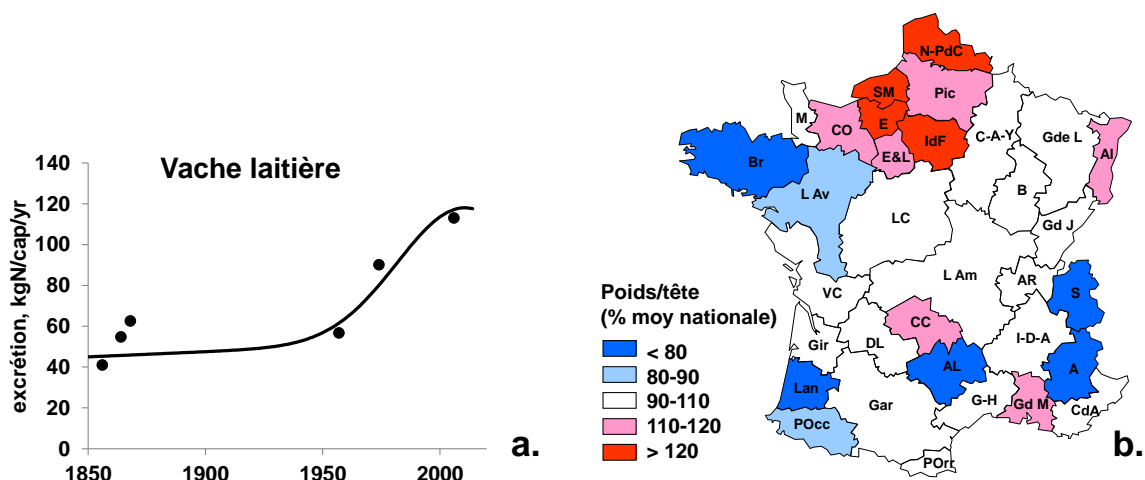 Vache laitière
excrétion, kgN/cap/yr
140
120
100
80
60
40
20
0
1850
1900
1950
2000
a.
N-PdC
SM
Pic
M
CO
E
IdF
C-A-Y
Gde L
Al
E&L
Br
L Av
B
LC
Gd J
L Am
AR
S
VC
CC
I-D-A
Gir
DL
AL
A
Lan
Gar
G-H
Gd M
CdA
POcc
POrr
Poids/tête
(% moy nationale)
< 80
80-90
90-110
110-120
> 120
b.